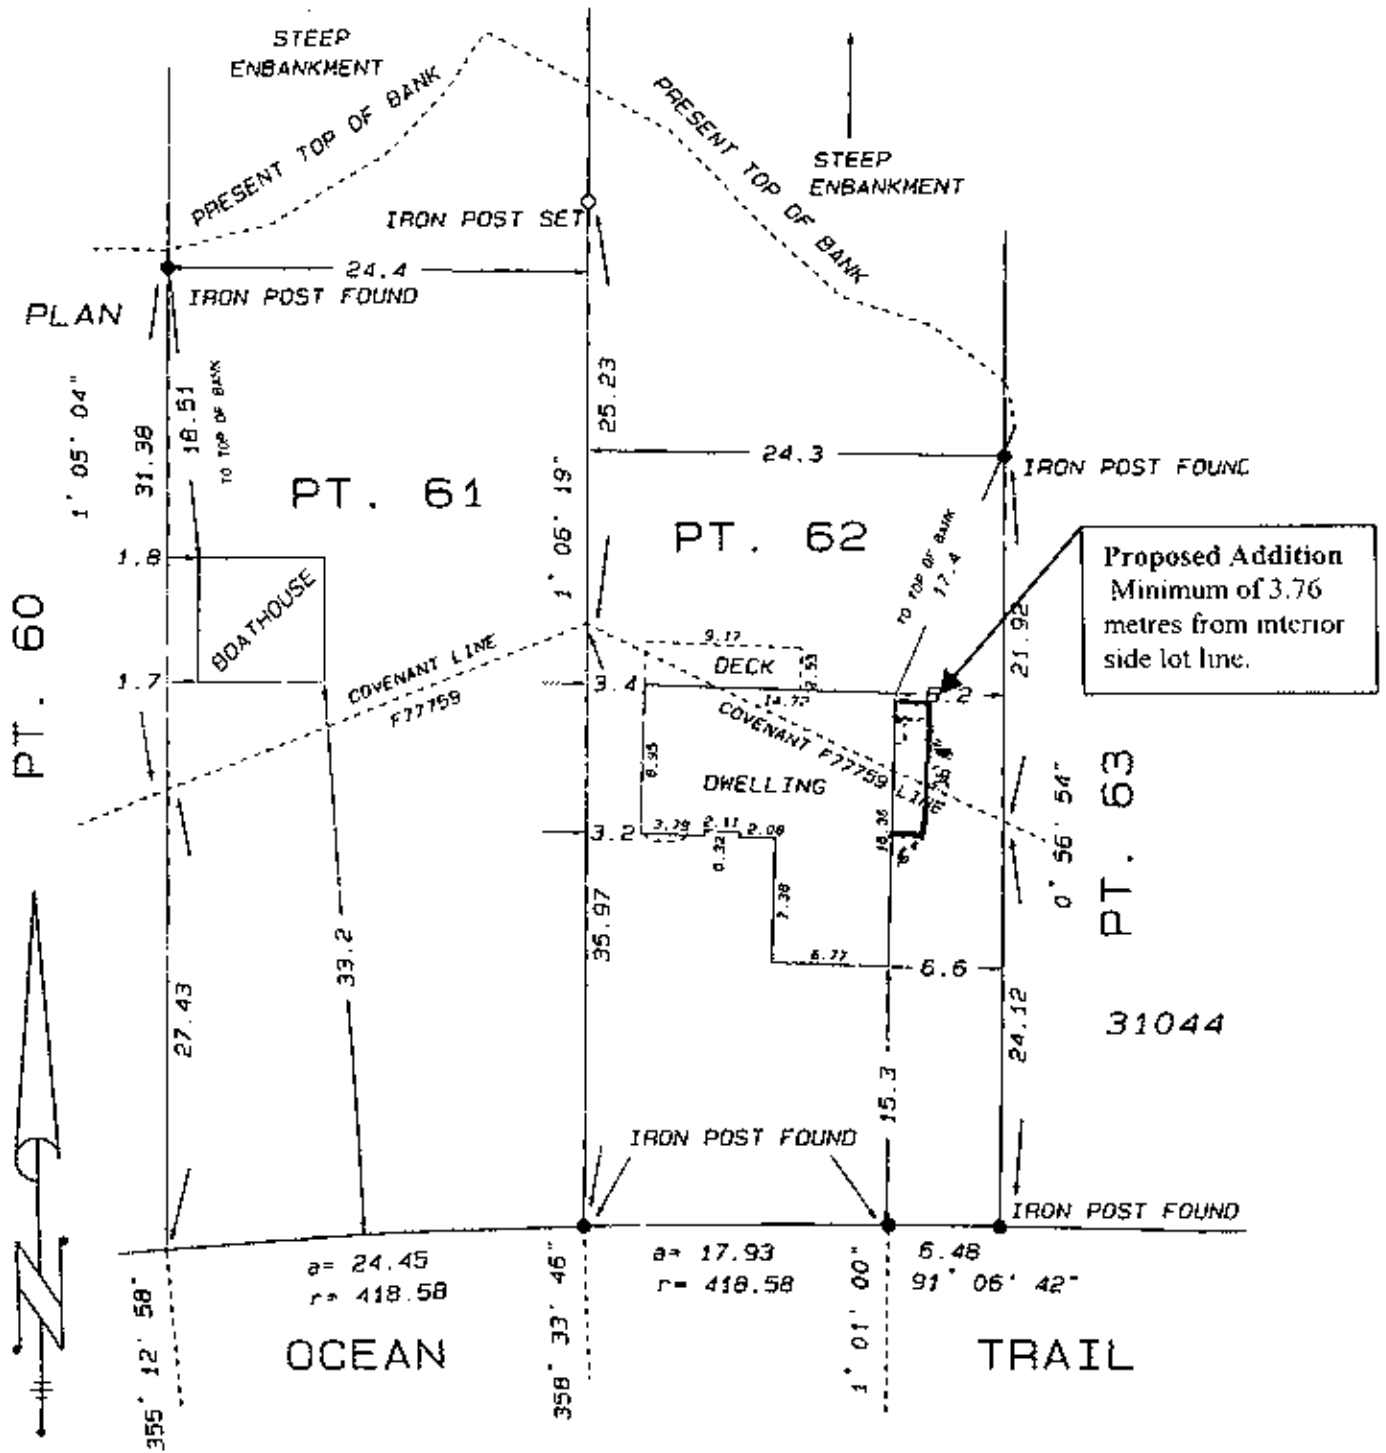 STEEP
ENBANKMENT
PRESENT TOP OF BANK
PRESENT TOP OF BANK
STEEP
ENBANKMENT
IRON POST SET
24.4
IRON POST FOUND
PLAN
1° 05' 04"
31.38
18.51
TO TOP OF BANK
25.23
24.3
IRON POST FOUND
PT. 61
1° 06' 19"
PT. 62
TO TOP OF BANK
17.4
Proposed Addition
Minimum of 3.76
metres from interior
side lot line.
21.92
1.8
BOATHOUSE
PT. 60
1.7
COVENANT LINE
F77759
9.17
DECK
2.53
3.4
14.72
COVENANT F77759 LINE
8.95
DWELLING
3.2
3.76
2.08
0.32
7.38
6.77
6.6
0° 56' 54"
PT. 63
33.2
35.97
27.43
24.12
31044
15.3
IRON POST FOUND
IRON POST FOUND
a= 24.45
r= 418.58
a= 17.93
r= 418.58
6.48
91° 06' 42"
355° 12' 58"
358° 33' 46"
1° 01' 00"
OCEAN
TRAIL
N